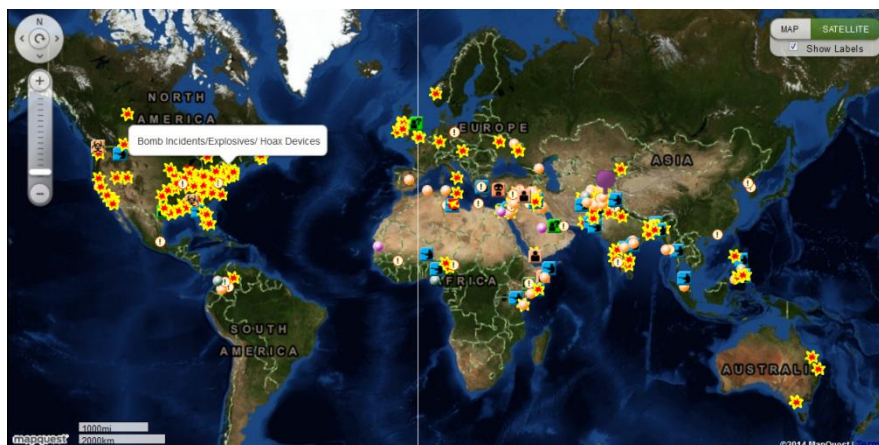 N
MAP
SATELLITE
Show Labels
NORTH
AMERICA
EUROPE
ASIA
Bomb Incidents/Explosives/ Hoax Devices
AFRICA
SOUTH
AMERICA
AUSTRALI
1000mi
2000km
mapquest
©2014 MapQuest